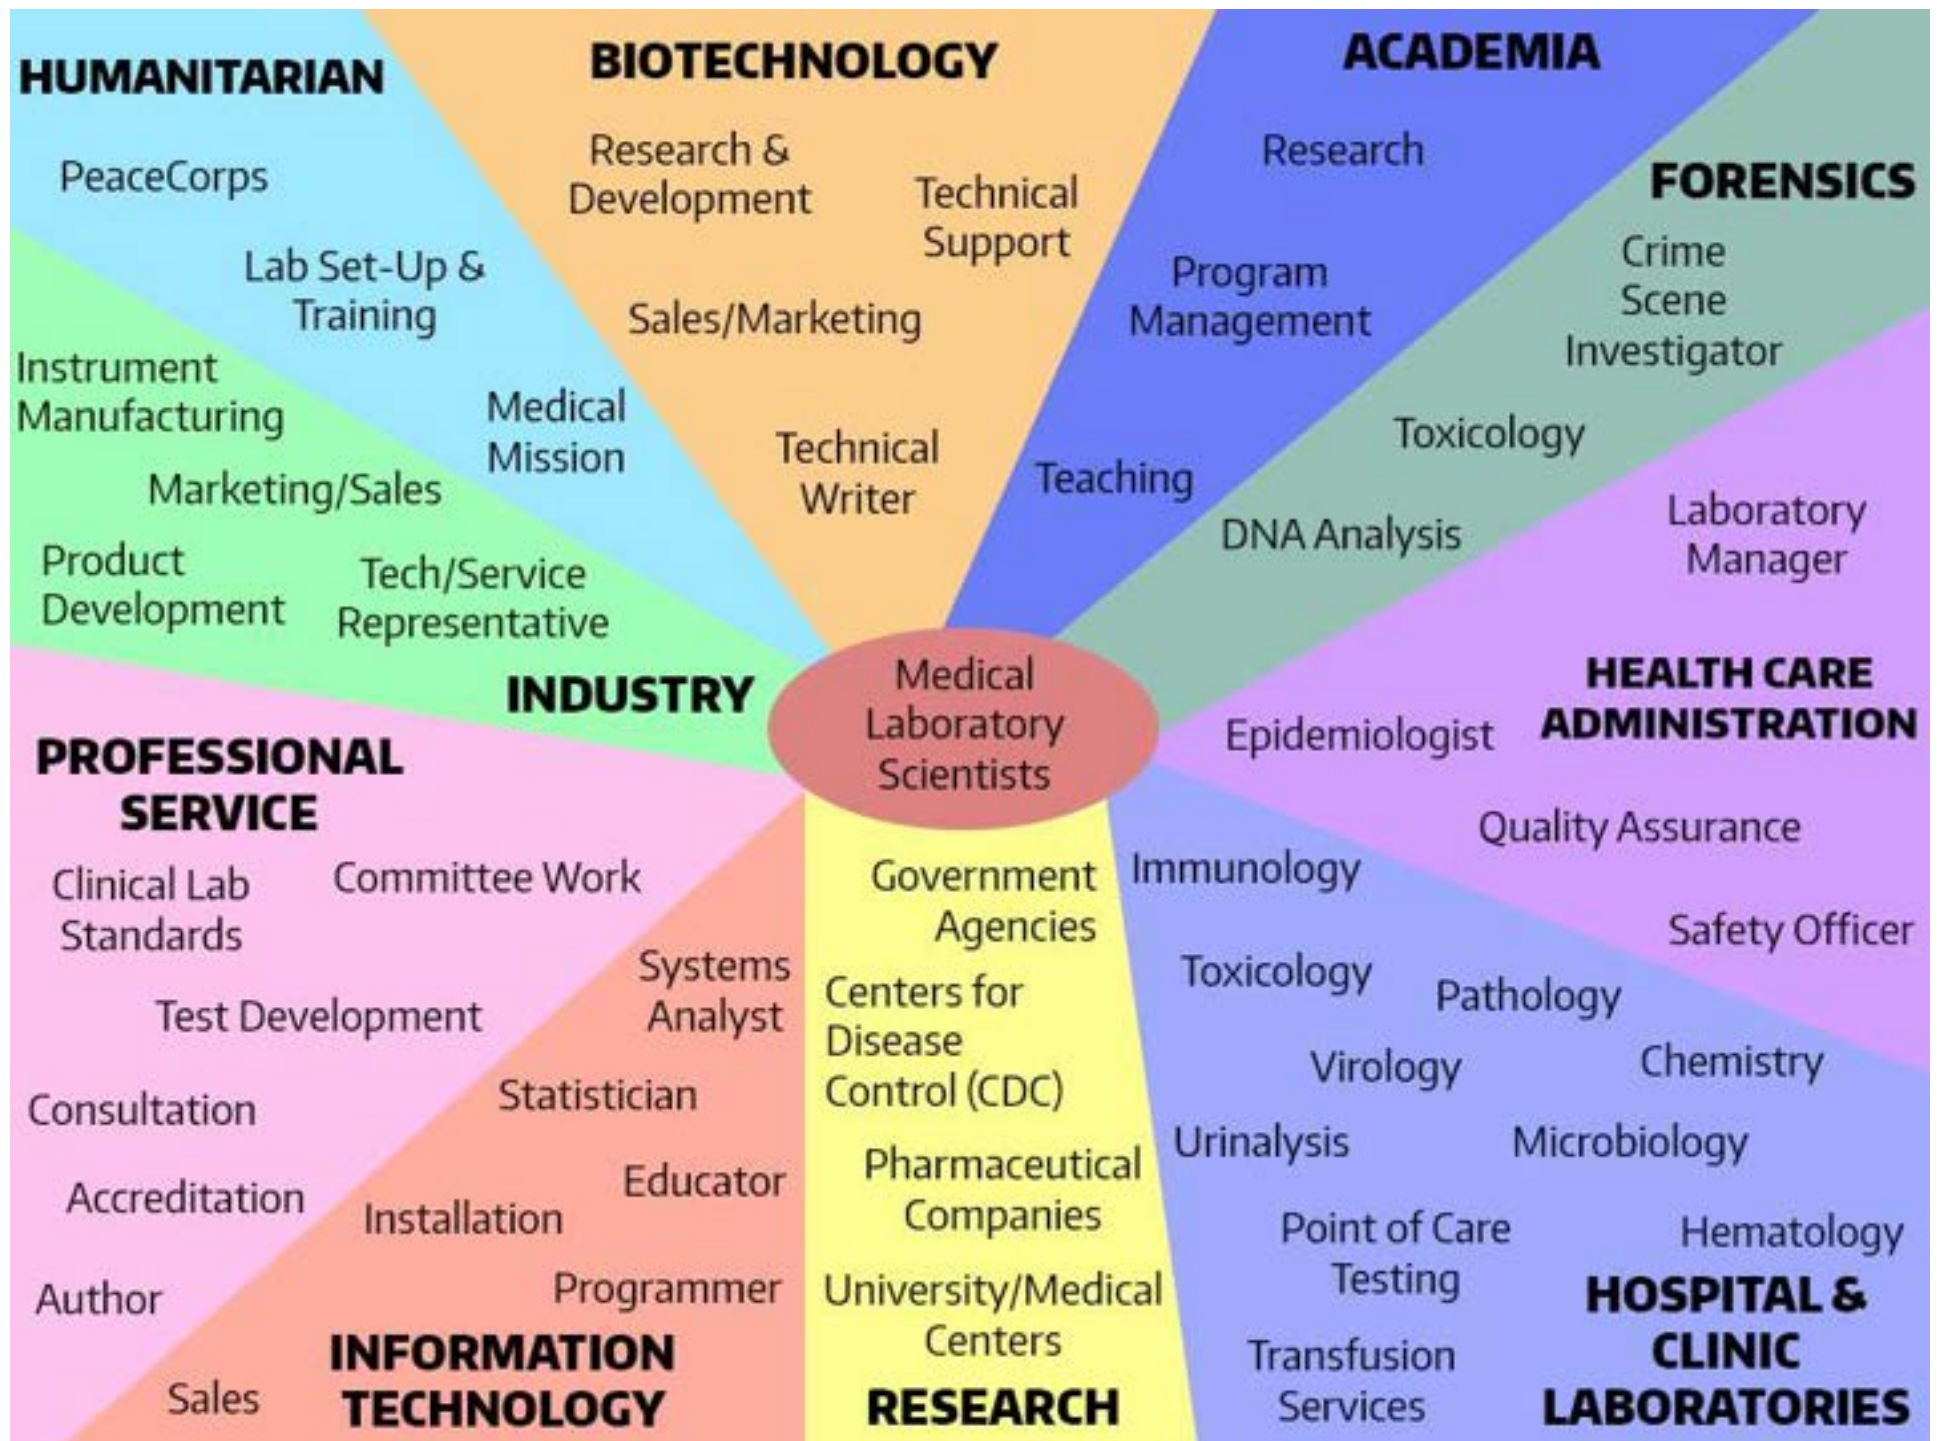 HUMANITARIAN
PeaceCorps
Lab Set-Up &
Training
Medical
Mission
BIOTECHNOLOGY
Research &
Development
Technical
Support
Sales/Marketing
Technical
Writer
ACADEMIA
Research
Program
Management
Teaching
FORENSICS
Crime
Scene
Investigator
Toxicology
DNA Analysis
Laboratory
Manager
HEALTH CARE
ADMINISTRATION
Epidemiologist
Quality Assurance
Safety Officer
Instrument
Manufacturing
Marketing/Sales
Product
Development
Tech/Service
Representative
INDUSTRY
Medical
Laboratory
Scientists
PROFESSIONAL
SERVICE
Clinical Lab
Standards
Committee Work
Test Development
Consultation
Accreditation
Author
Systems
Analyst
Statistician
Educator
Installation
Programmer
INFORMATION
TECHNOLOGY
Sales
Government
Agencies
Centers for
Disease
Control (CDC)
Pharmaceutical
Companies
University/Medical
Centers
RESEARCH
Immunology
Toxicology
Pathology
Virology
Chemistry
Urinalysis
Microbiology
Point of Care
Testing
Hematology
Transfusion
Services
HOSPITAL &
CLINIC
LABORATORIES